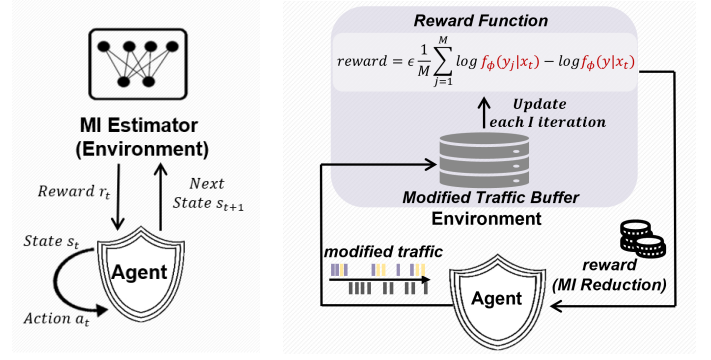 MI Estimator
(Environment)
Reward r_t
Next
State s_{t+1}
State s_t
Agent
Action a_t
Reward Function
reward = ϵ \frac{1}{M} \sum_{j=1}^{M} log f_ϕ(y_j|x_t) − log f_ϕ(y|x_t)
Update
each I iteration
Modified Traffic Buffer
Environment
modified traffic
Agent
reward
(MI Reduction)